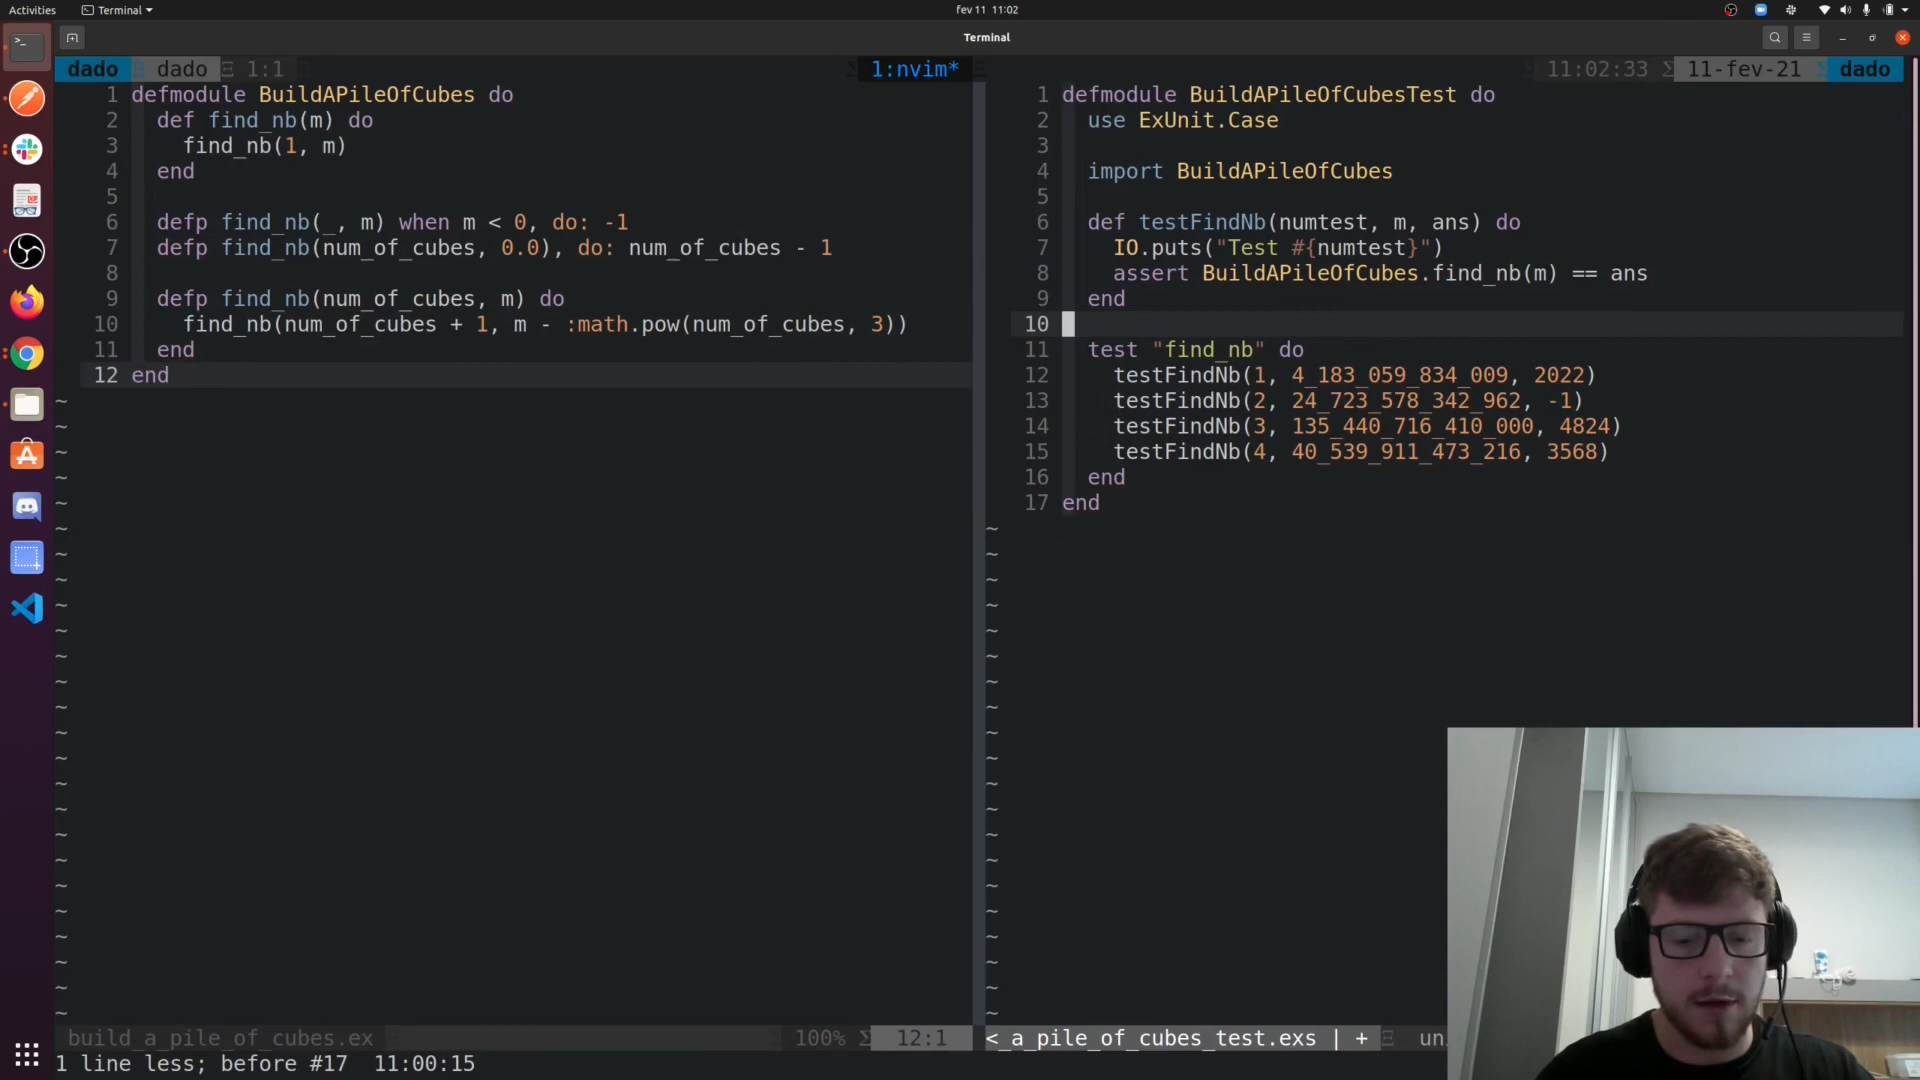 Activities
Terminal
fev 11 11:02
Terminal
dado dado 1:1 1:nvim* 11:02:33 11-fev-21 dado
1 defmodule BuildAPileOfCubes do
2 def find_nb(m) do
3 find_nb(1, m)
4 end
5
6 defp find_nb(_, m) when m < 0, do: -1
7 defp find_nb(num_of_cubes, 0.0), do: num_of_cubes - 1
8
9 defp find_nb(num_of_cubes, m) do
10 find_nb(num_of_cubes + 1, m - :math.pow(num_of_cubes, 3))
11 end
12 end
1 defmodule BuildAPileOfCubesTest do
2 use ExUnit.Case
3
4 import BuildAPileOfCubes
5
6 def testFindNb(numtest, m, ans) do
7 IO.puts("Test #{numtest}")
8 assert BuildAPileOfCubes.find_nb(m) == ans
9 end
10
11 test "find_nb" do
12 testFindNb(1, 4_183_059_834_009, 2022)
13 testFindNb(2, 24_723_578_342_962, -1)
14 testFindNb(3, 135_440_716_410_000, 4824)
15 testFindNb(4, 40_539_911_473_216, 3568)
16 end
17 end
build_a_pile_of_cubes.ex 100% Σ 12:1
<_a_pile_of_cubes_test.exs | + un
1 line less; before #17 11:00:15